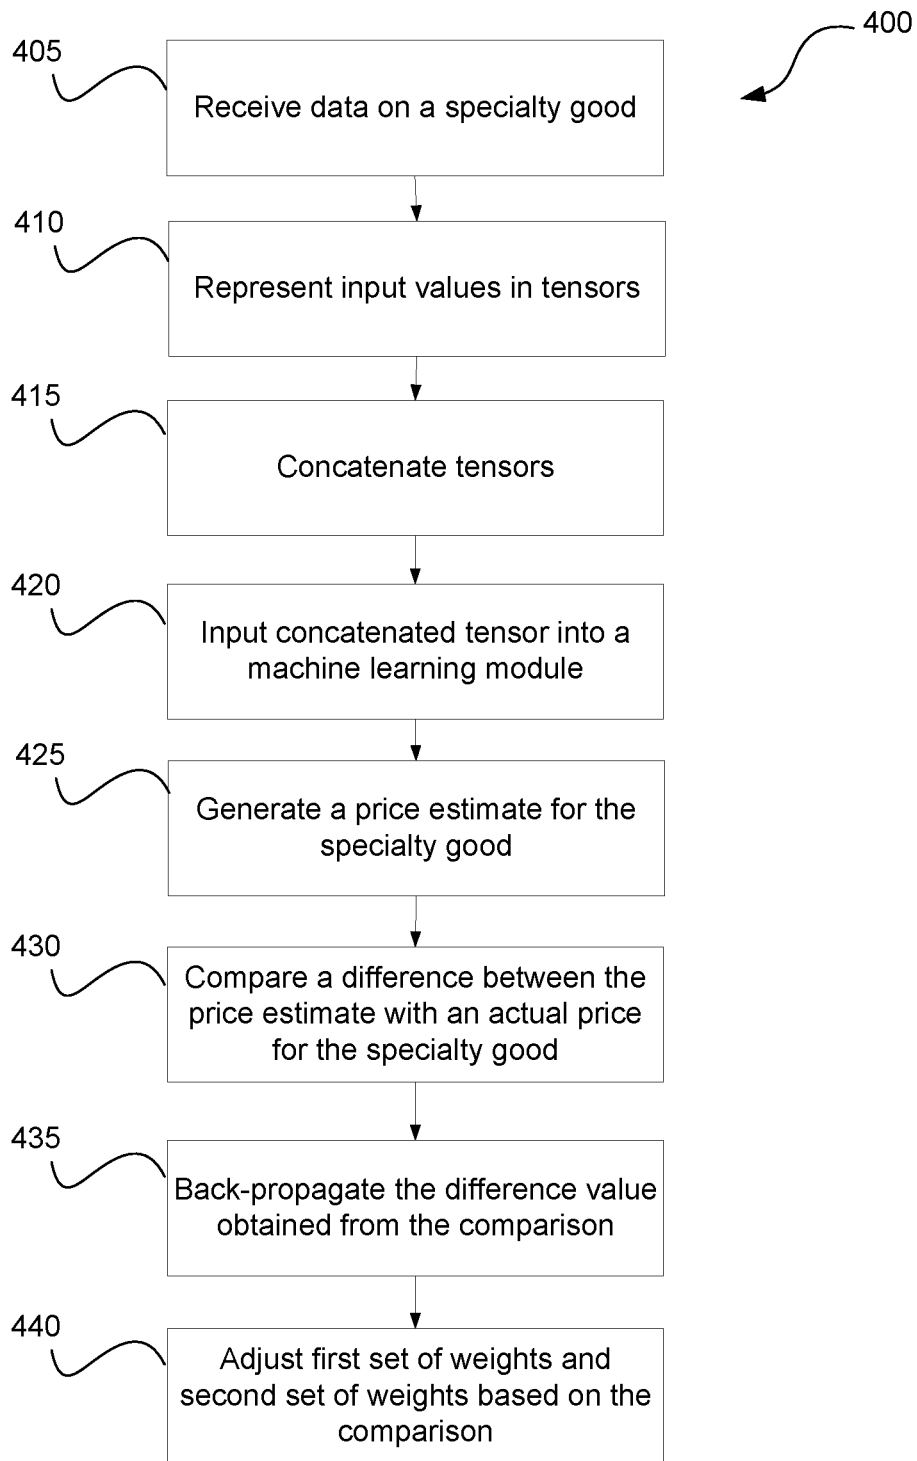 400
405
Receive data on a specialty good
410
Represent input values in tensors
415
Concatenate tensors
420
Input concatenated tensor into a
machine learning module
425
Generate a price estimate for the
specialty good
430
Compare a difference between the
price estimate with an actual price
for the specialty good
435
Back-propagate the difference value
obtained from the comparison
440
Adjust first set of weights and
second set of weights based on the
comparison